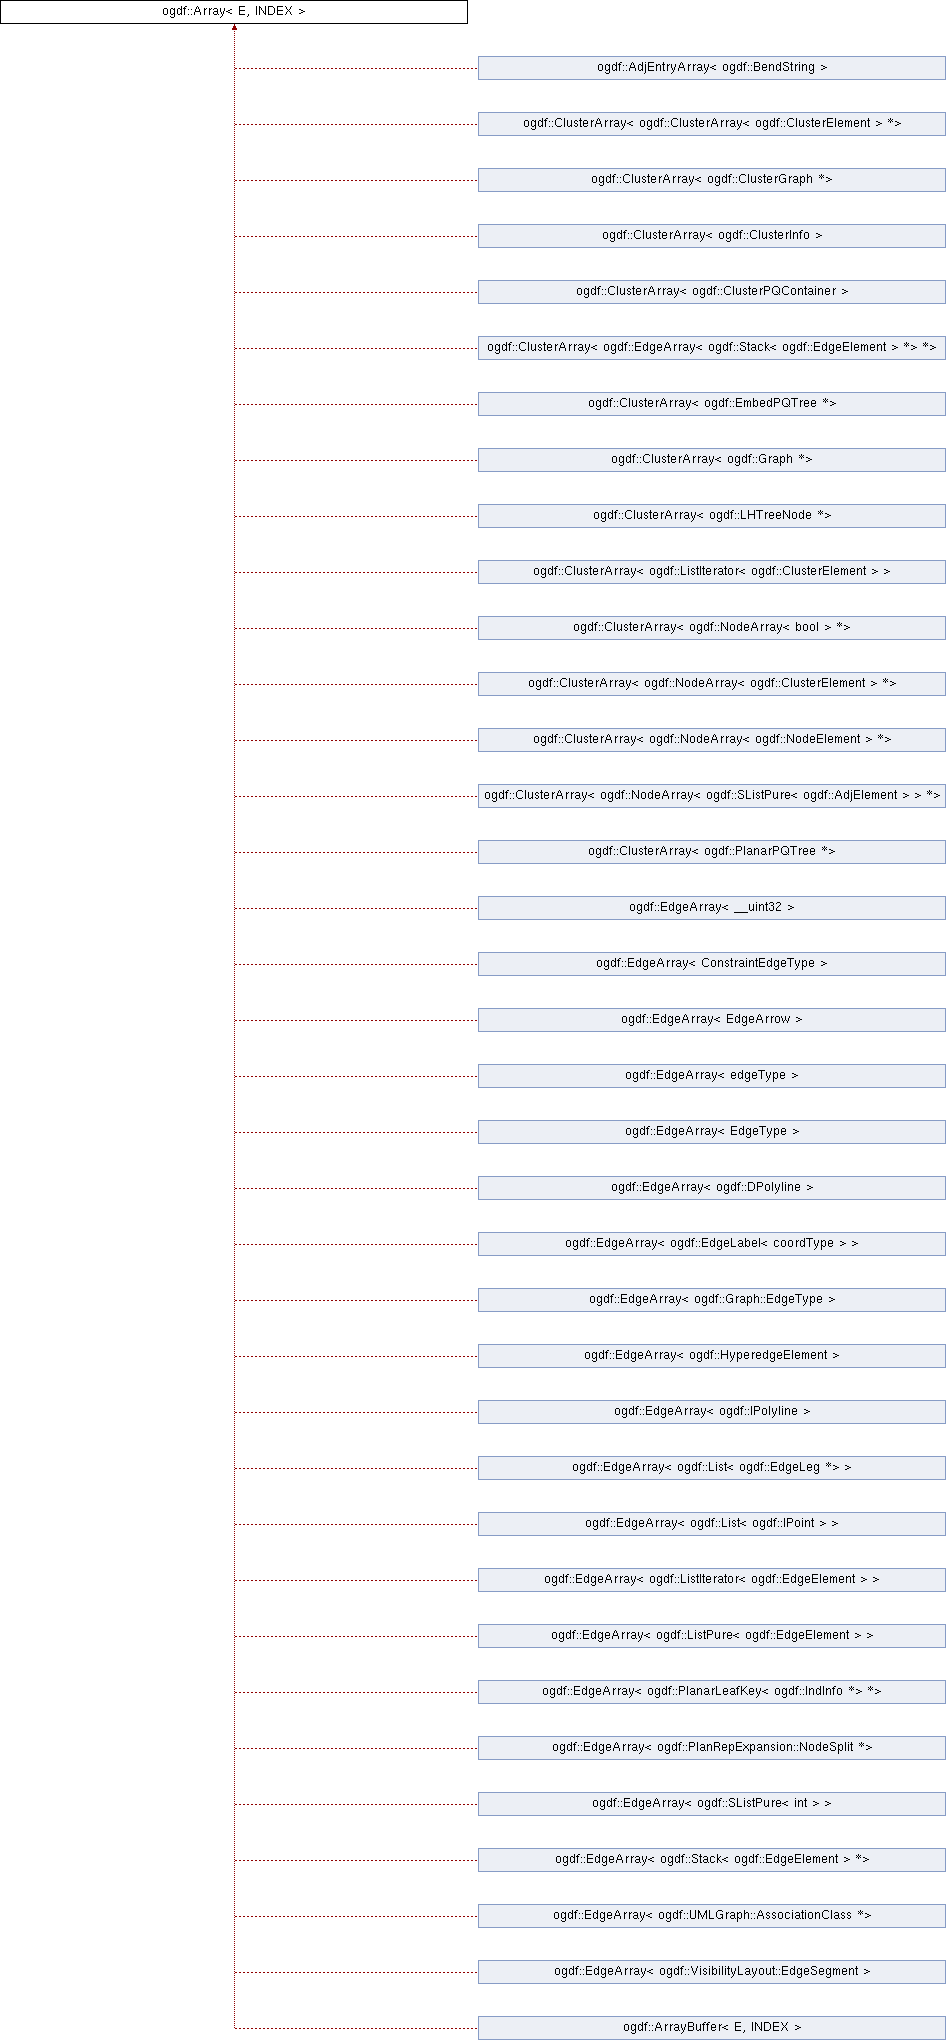 ogdf::Array< E, INDEX >
ogdf::AdjEntryArray< ogdf::BendString >
ogdf::ClusterArray< ogdf::ClusterArray< ogdf::ClusterElement > *>
ogdf::ClusterArray< ogdf::ClusterGraph *>
ogdf::ClusterArray< ogdf::ClusterInfo >
ogdf::ClusterArray< ogdf::ClusterPQContainer >
ogdf::ClusterArray< ogdf::EdgeArray< ogdf::Stack< ogdf::EdgeElement > *> *>
ogdf::ClusterArray< ogdf::EmbedPQTree *>
ogdf::ClusterArray< ogdf::Graph *>
ogdf::ClusterArray< ogdf::LHTreeNode *>
ogdf::ClusterArray< ogdf::ListIterator< ogdf::ClusterElement > >
ogdf::ClusterArray< ogdf::NodeArray< bool > *>
ogdf::ClusterArray< ogdf::NodeArray< ogdf::ClusterElement > *>
ogdf::ClusterArray< ogdf::NodeArray< ogdf::NodeElement > *>
ogdf::ClusterArray< ogdf::NodeArray< ogdf::SListPure< ogdf::AdjElement > > *>
ogdf::ClusterArray< ogdf::PlanarPQTree *>
ogdf::EdgeArray< __uint32 >
ogdf::EdgeArray< ConstraintEdgeType >
ogdf::EdgeArray< EdgeArrow >
ogdf::EdgeArray< edgeType >
ogdf::EdgeArray< EdgeType >
ogdf::EdgeArray< ogdf::DPolyline >
ogdf::EdgeArray< ogdf::EdgeLabel< coordType > >
ogdf::EdgeArray< ogdf::Graph::EdgeType >
ogdf::EdgeArray< ogdf::HyperedgeElement >
ogdf::EdgeArray< ogdf::IPolyline >
ogdf::EdgeArray< ogdf::List< ogdf::EdgeLeg *> >
ogdf::EdgeArray< ogdf::List< ogdf::IPoint > >
ogdf::EdgeArray< ogdf::ListIterator< ogdf::EdgeElement > >
ogdf::EdgeArray< ogdf::ListPure< ogdf::EdgeElement > >
ogdf::EdgeArray< ogdf::PlanarLeafKey< ogdf::IndInfo *> *>
ogdf::EdgeArray< ogdf::PlanRepExpansion::NodeSplit *>
ogdf::EdgeArray< ogdf::SListPure< int > >
ogdf::EdgeArray< ogdf::Stack< ogdf::EdgeElement > *>
ogdf::EdgeArray< ogdf::UMLGraph::AssociationClass *>
ogdf::EdgeArray< ogdf::VisibilityLayout::EdgeSegment >
ogdf::ArrayBuffer< E, INDEX >